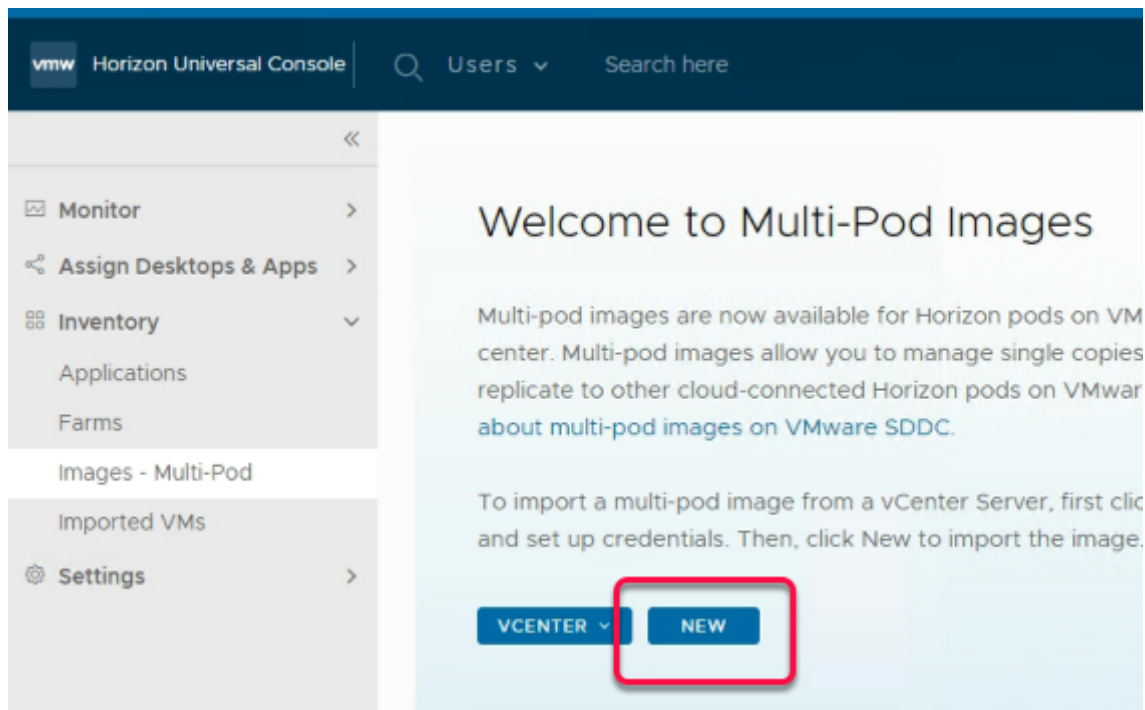 vmw Horizon Universal Console Users Search here
Monitor
Assign Desktops & Apps
Inventory
Applications
Farms
Images - Multi-Pod
Imported VMs
Settings
Welcome to Multi-Pod Images
Multi-pod images are now available for Horizon pods on VM
center. Multi-pod images allow you to manage single copies
replicate to other cloud-connected Horizon pods on VMwar
about multi-pod images on VMware SDDC.
To import a multi-pod image from a vCenter Server, first clic
and set up credentials. Then, click New to import the image.
VCENTER NEW